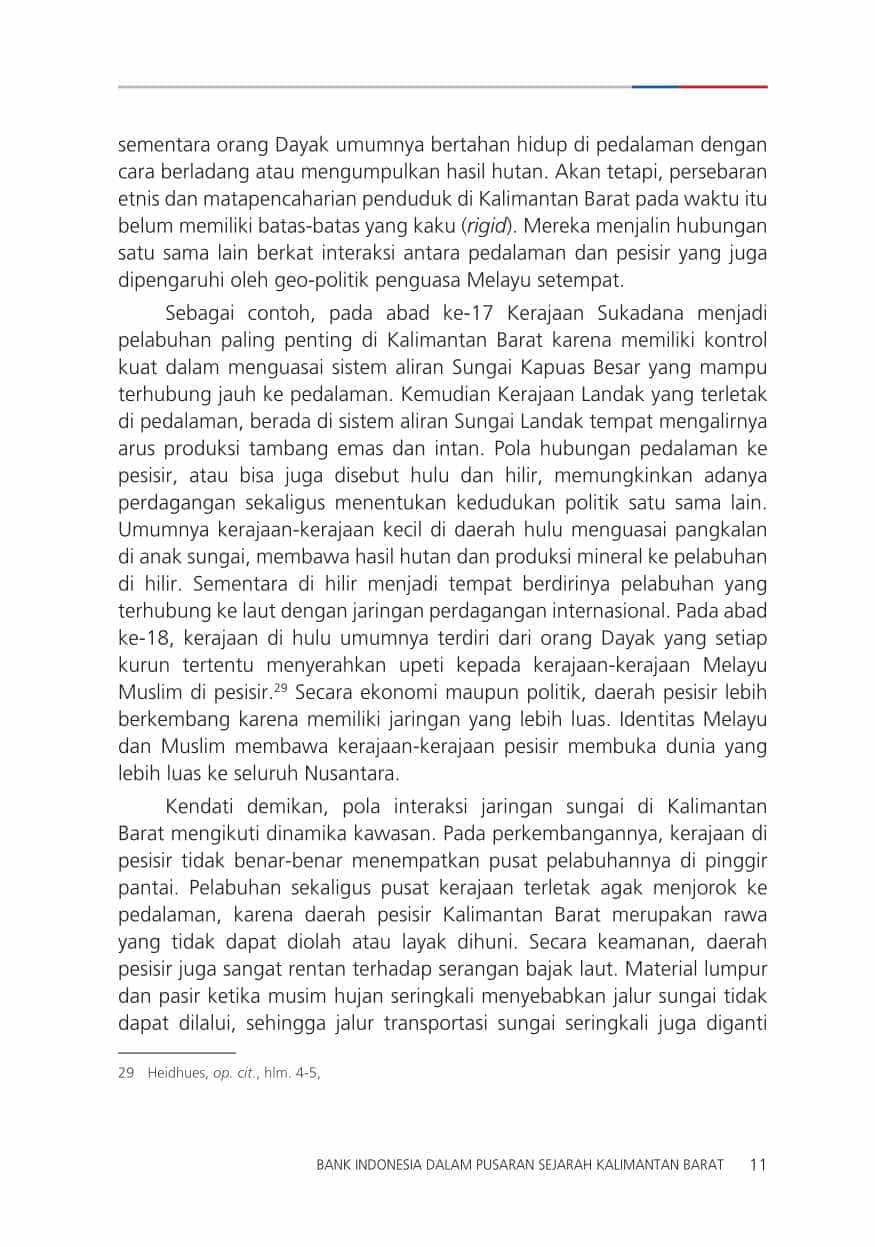 sementara orang Dayak umumnya bertahan hidup di pedalaman dengan
cara berladang atau mengumpulkan hasil hutan. Akan tetapi, persebaran
etnis dan matapencaharian penduduk di Kalimantan Barat pada waktu itu
belum memiliki batas-batas yang kaku (rigid). Mereka menjalin hubungan
satu sama lain berkat interaksi antara pedalaman dan pesisir yang juga
dipengaruhi oleh geo-politik penguasa Melayu setempat.
Sebagai contoh, pada abad ke-17 Kerajaan Sukadana menjadi
pelabuhan paling penting di Kalimantan Barat karena memiliki kontrol
kuat dalam menguasai sistem aliran Sungai Kapuas Besar yang mampu
terhubung jauh ke pedalaman. Kemudian Kerajaan Landak yang terletak
di pedalaman, berada di sistem aliran Sungai Landak tempat mengalirnya
arus produksi tambang emas dan intan. Pola hubungan pedalaman ke
pesisir, atau bisa juga disebut hulu dan hilir, memungkinkan adanya
perdagangan sekaligus menentukan kedudukan politik satu sama lain.
Umumnya kerajaan-kerajaan kecil di daerah hulu menguasai pangkalan
di anak sungai, membawa hasil hutan dan produksi mineral ke pelabuhan
di hilir. Sementara di hilir menjadi tempat berdirinya pelabuhan yang
terhubung ke laut dengan jaringan perdagangan internasional. Pada abad
ke-18, kerajaan di hulu umumnya terdiri dari orang Dayak yang setiap
kurun tertentu menyerahkan upeti kepada kerajaan-kerajaan Melayu
Muslim di pesisir.29 Secara ekonomi maupun politik, daerah pesisir lebih
berkembang karena memiliki jaringan yang lebih luas. Identitas Melayu
dan Muslim membawa kerajaan-kerajaan pesisir membuka dunia yang
lebih luas ke seluruh Nusantara.
Kendati demikan, pola interaksi jaringan sungai di Kalimantan
Barat mengikuti dinamika kawasan. Pada perkembangannya, kerajaan di
pesisir tidak benar-benar menempatkan pusat pelabuhannya di pinggir
pantai. Pelabuhan sekaligus pusat kerajaan terletak agak menjorok ke
pedalaman, karena daerah pesisir Kalimantan Barat merupakan rawa
yang tidak dapat diolah atau layak dihuni. Secara keamanan, daerah
pesisir juga sangat rentan terhadap serangan bajak laut. Material lumpur
dan pasir ketika musim hujan seringkali menyebabkan jalur sungai tidak
dapat dilalui, sehingga jalur transportasi sungai seringkali juga diganti
29 Heidhues, op. cit., hlm. 4-5,
BANK INDONESIA DALAM PUSARAN SEJARAH KALIMANTAN BARAT 11